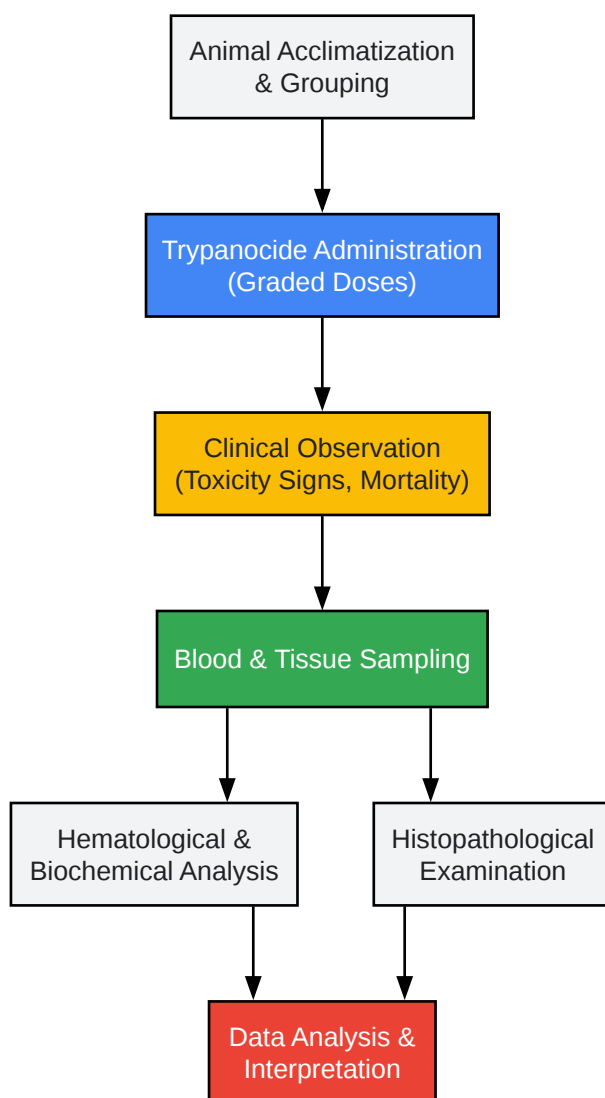 Animal Acclimatization
& Grouping
Trypanocide Administration
(Graded Doses)
Clinical Observation
(Toxicity Signs, Mortality)
Blood & Tissue Sampling
Hematological &
Biochemical Analysis
Histopathological
Examination
Data Analysis &
Interpretation